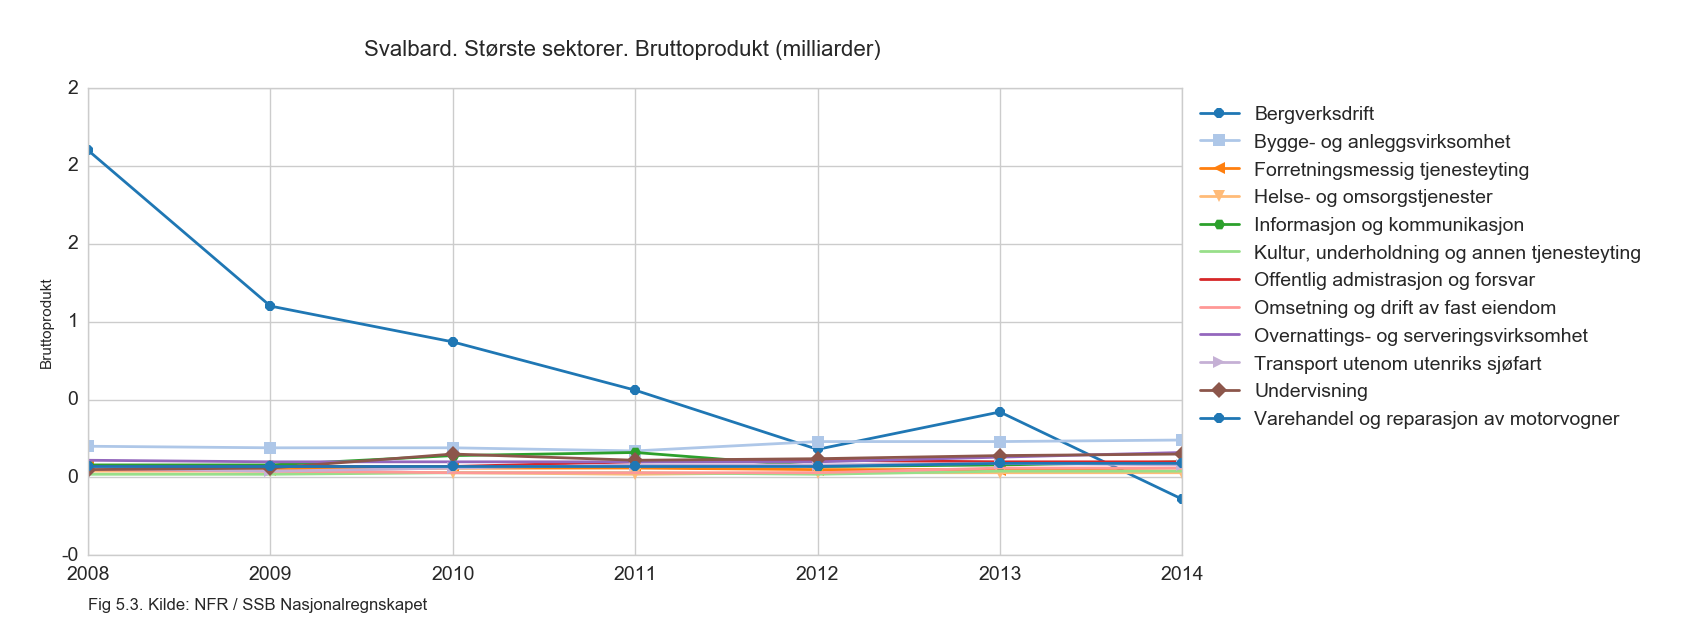 Svalbard. Største sektorer. Bruttoprodukt (milliarder)
2
2
2
1
0
0
-0
Bruttoprodukt
2008 2009 2010 2011 2012 2013 2014
Bergverksdrift
Bygge- og anleggsvirksomhet
Forretningsmessig tjenesteyting
Helse- og omsorgstjenester
Informasjon og kommunikasjon
Kultur, underholdning og annen tjenesteyting
Offentlig admistrasjon og forsvar
Omsetning og drift av fast eiendom
Overnattings- og serveringsvirksomhet
Transport utenom utenriks sjøfart
Undervisning
Varehandel og reparasjon av motorvogner
Fig 5.3. Kilde: NFR / SSB Nasjonalregnskapet